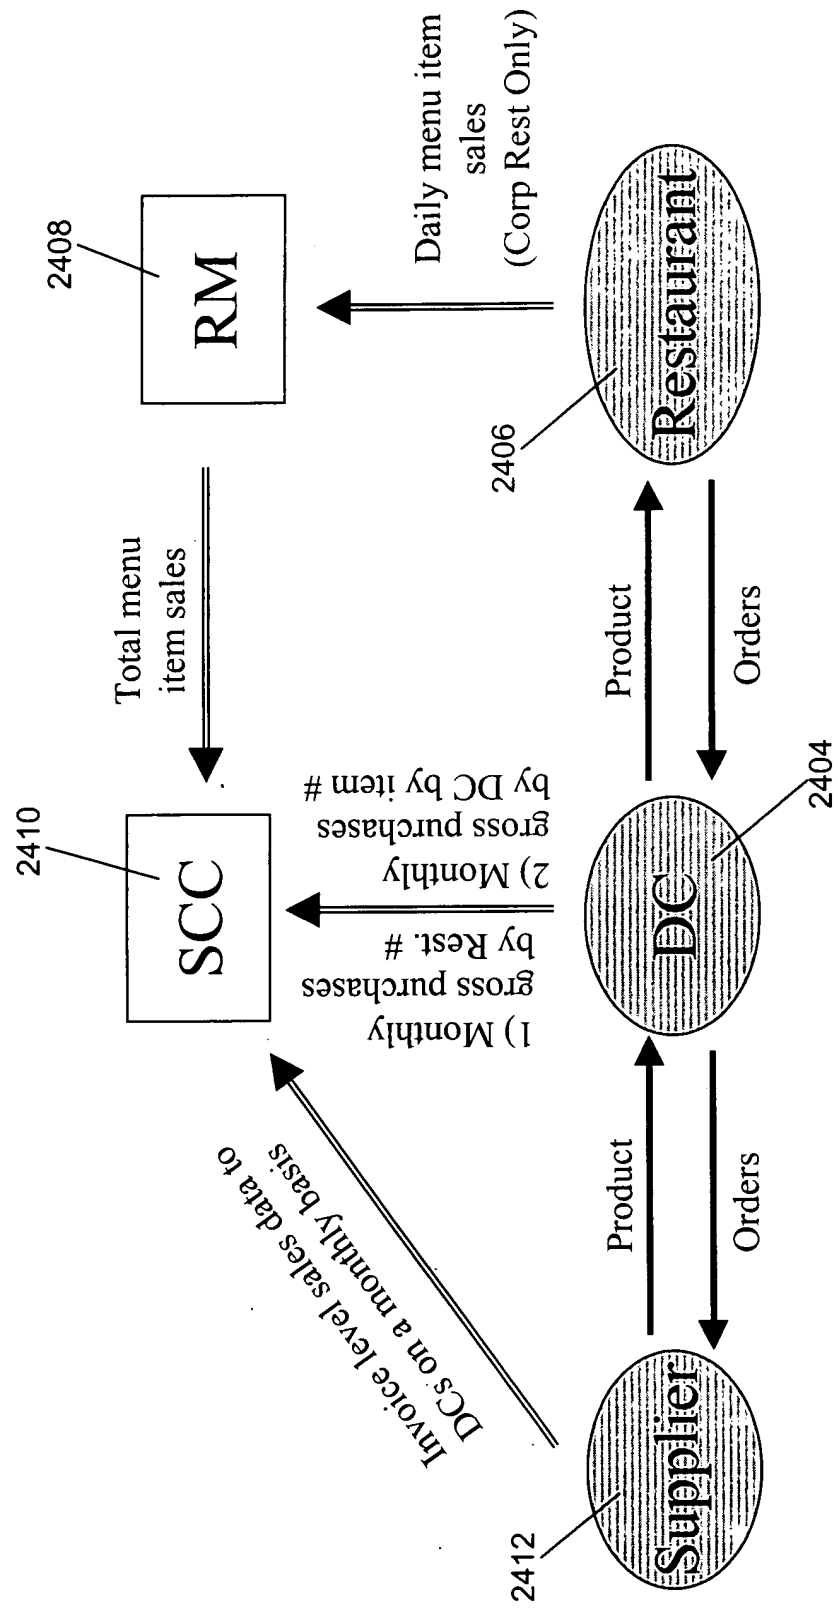 2410
SCC
Total menu
item sales
2408
RM
Invoice level sales data to
DCs on a monthly basis
1) Monthly
gross purchases
by Rest. #
2) Monthly
gross purchases
by DC by item #
Daily menu item
sales
(Corp Rest Only)
2412
Supplier
Product
Orders
DC
2404
Product
Orders
2406
Restaurant